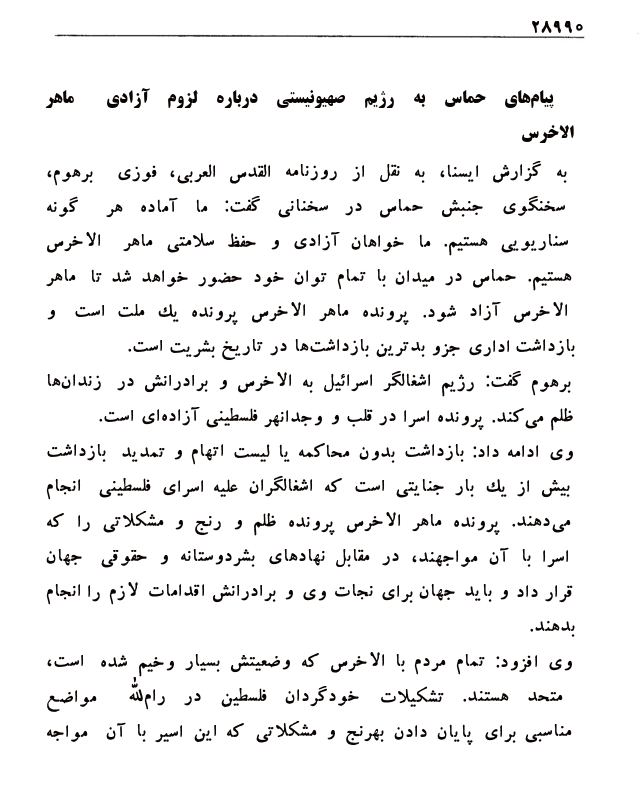 ۲۸۹۹۰
پیام‌های حماس به رژیم صهیونیستی درباره لزوم آزادی ماهر
الاخرس
به گزارش ایسنا، به نقل از روزنامه القدس العربی، فوزی برهوم،
سخنگوی جنبش حماس در سخنانی گفت: ما آماده هر گونه
سناریویی هستیم. ما خواهان آزادی و حفظ سلامتی ماهر الاخرس
هستیم. حماس در میدان با تمام توان خود حضور خواهد شد تا ماهر
الاخرس آزاد شود. پرونده ماهر الاخرس پرونده یك ملت است و
بازداشت اداری جزو بدترین بازداشت‌ها در تاریخ بشریت است.
برهوم گفت: رژیم اشغالگر اسرائیل به الاخرس و برادرانش در زندان‌ها
ظلم می‌کند. پرونده اسرا در قلب و وجدانهر فلسطینی آزاده‌ای است.
وی ادامه داد: بازداشت بدون محاکمه یا لیست اتهام و تمدید بازداشت
بیش از یك بار جنایتی است که اشغالگران علیه اسرای فلسطینی انجام
می‌دهند. پرونده ماهر الاخرس پرونده ظلم و رنج و مشکلاتی را که
اسرا با آن مواجهند، در مقابل نهادهای بشردوستانه و حقوقی جهان
قرار داد و باید جهان برای نجات وی و برادرانش اقدامات لازم را انجام
بدهند.
وی افزود: تمام مردم با الاخرس که وضعیتش بسیار وخیم شده است،
متحد هستند. تشکیلات خودگردان فلسطین در رام‌الله مواضع
مناسبی برای پایان دادن بهرنج و مشکلاتی که این اسیر با آن مواجه